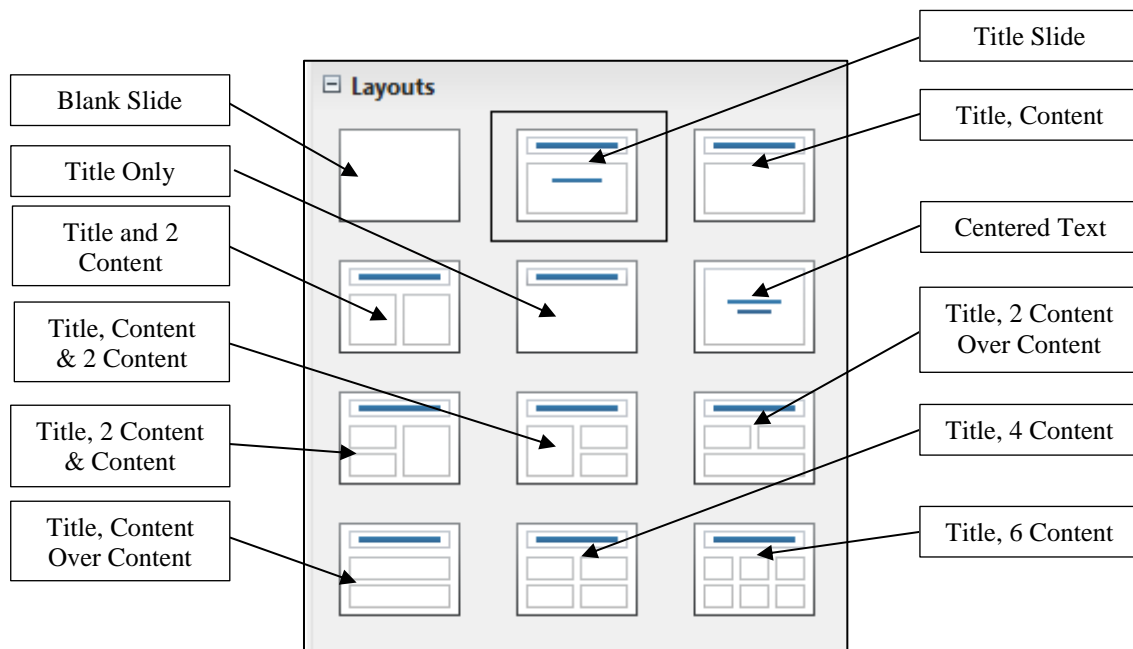 Title Slide
Layouts
Blank Slide
Title, Content
Title Only
Title and 2
Content
Centered Text
Title, Content
& 2 Content
Title, 2 Content
Over Content
Title, 2 Content
& Content
Title, 4 Content
Title, Content
Over Content
Title, 6 Content